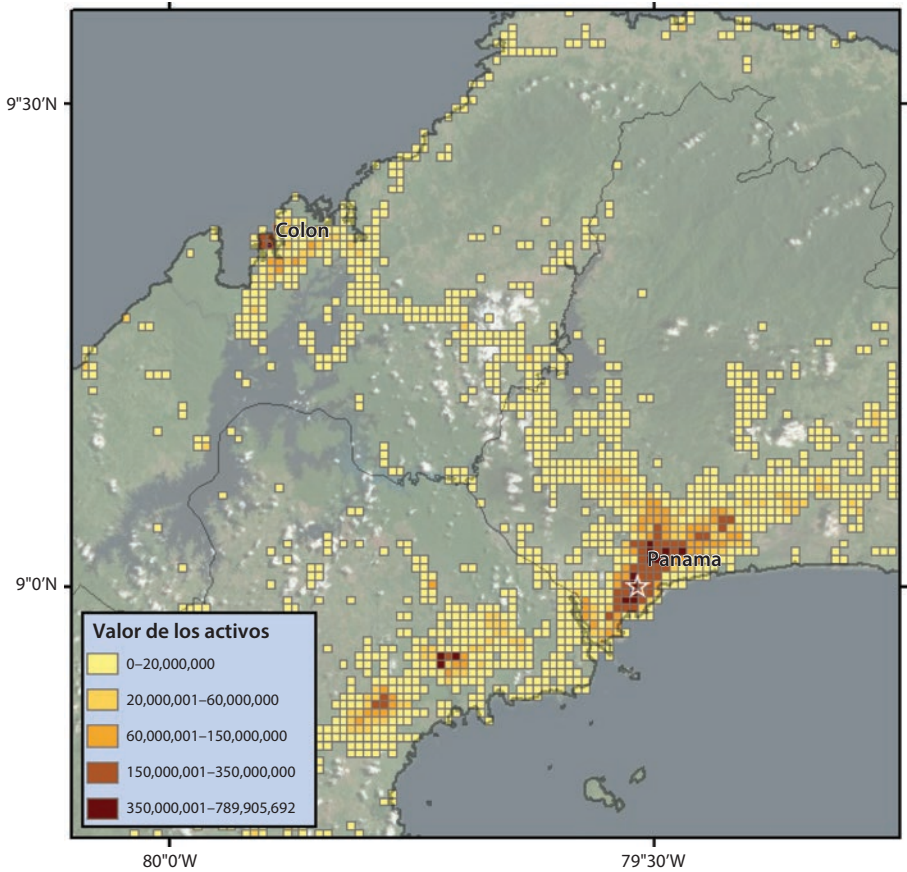 9"30'N
Colon
Panama
9"0'N
Valor de los activos
0–20,000,000
20,000,001–60,000,000
60,000,001–150,000,000
150,000,001–350,000,000
350,000,001–789,905,692
80"0'W
79"30'W